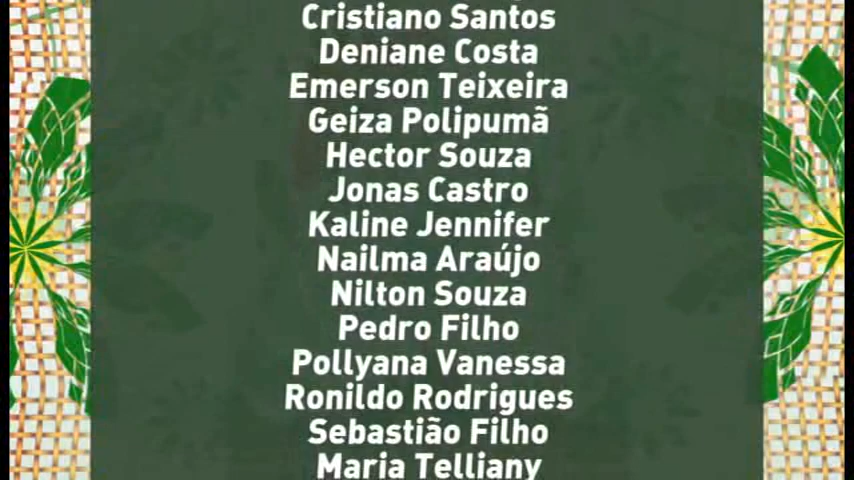 Cristiano Santos
Deniane Costa
Emerson Teixeira
Geiza Polipumã
Hector Souza
Jonas Castro
Kaline Jennifer
Nailma Araújo
Nilton Souza
Pedro Filho
Pollyana Vanessa
Ronildo Rodrigues
Sebastião Filho
Maria Telliany